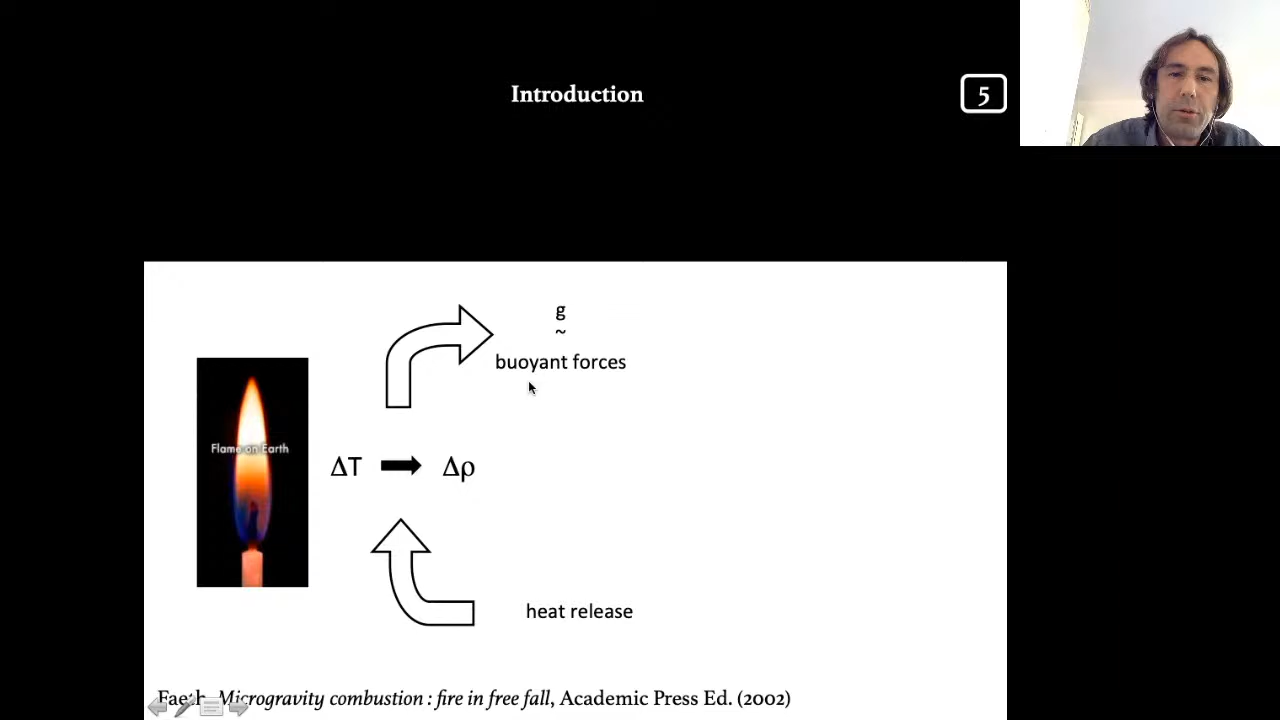 Introduction
5
g
~
buoyant forces
Flame on Earth
ΔT
Δρ
heat release
Faeth, Microgravity combustion : fire in free fall, Academic Press Ed. (2002)